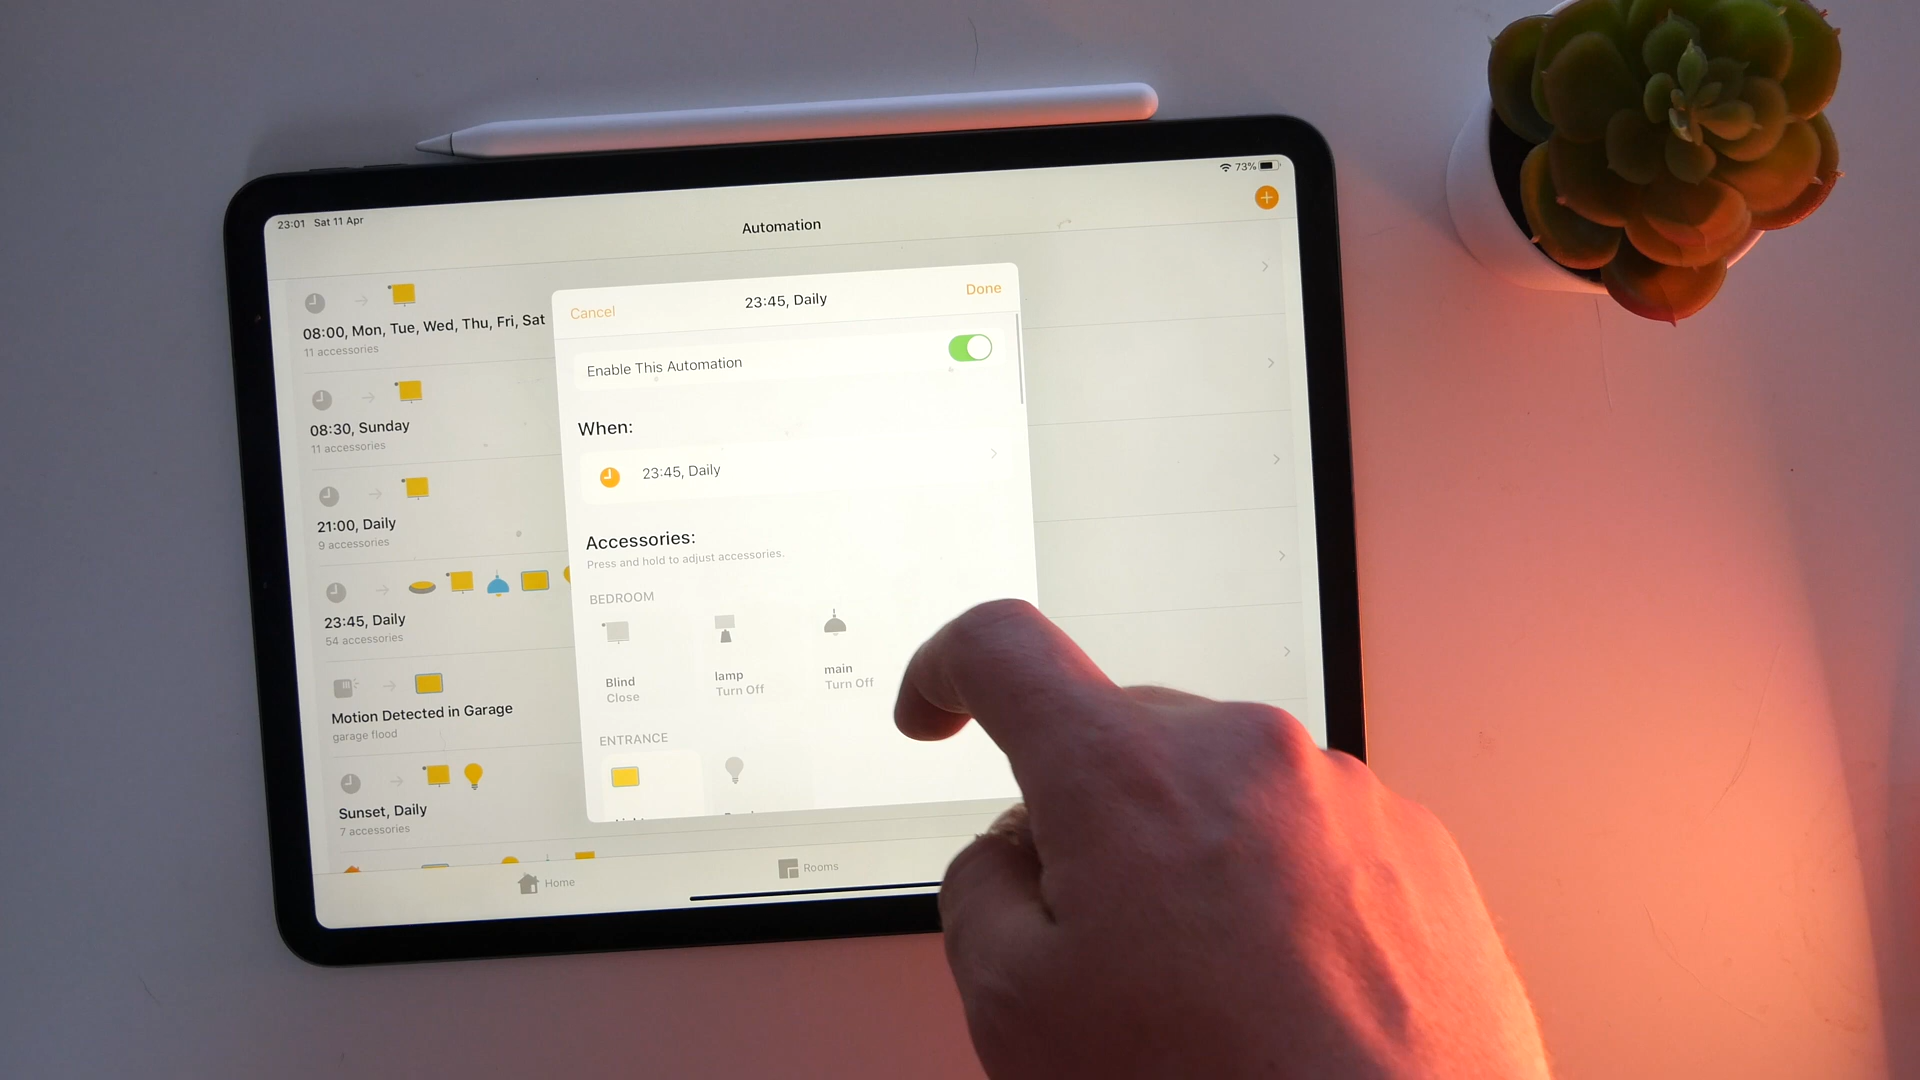 23:01 Sat 11 Apr
73%
Automation
08:00, Mon, Tue, Wed, Thu, Fri, Sat
11 accessories
08:30, Sunday
11 accessories
21:00, Daily
9 accessories
23:45, Daily
54 accessories
Motion Detected in Garage
garage flood
Sunset, Daily
7 accessories
Cancel
23:45, Daily
Done
Enable This Automation
When:
23:45, Daily
Accessories:
Press and hold to adjust accessories.
BEDROOM
Blind
Close
lamp
Turn Off
main
Turn Off
ENTRANCE
Home
Rooms